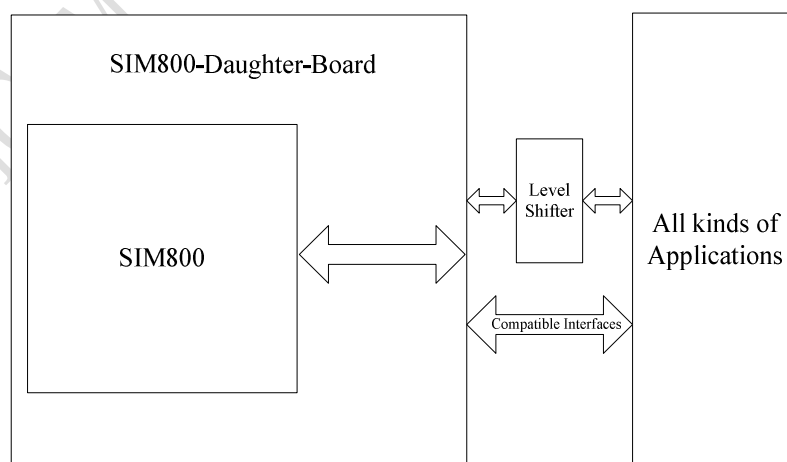 SIM800-Daughter-Board
SIM800
Level
Shifter
Compatible Interfaces
All kinds of
Applications